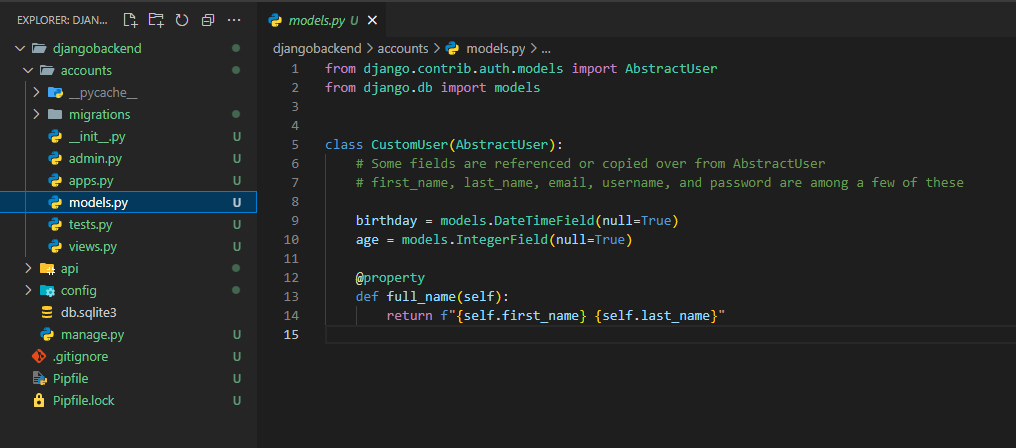 EXPLORER: DJAN...
djangobackend
accounts
__pycache__
migrations
__init__.py U
admin.py U
apps.py U
models.py U
tests.py U
views.py U
api
config
db.sqlite3
manage.py U
.gitignore U
Pipfile U
Pipfile.lock U
models.py U
djangobackend > accounts > models.py > ...
1 from django.contrib.auth.models import AbstractUser
2 from django.db import models
3
4
5 class CustomUser(AbstractUser):
6     # Some fields are referenced or copied over from AbstractUser
7     # first_name, last_name, email, username, and password are among a few of these
8
9     birthday = models.DateTimeField(null=True)
10     age = models.IntegerField(null=True)
11
12     @property
13     def full_name(self):
14         return f"{self.first_name} {self.last_name}"
15